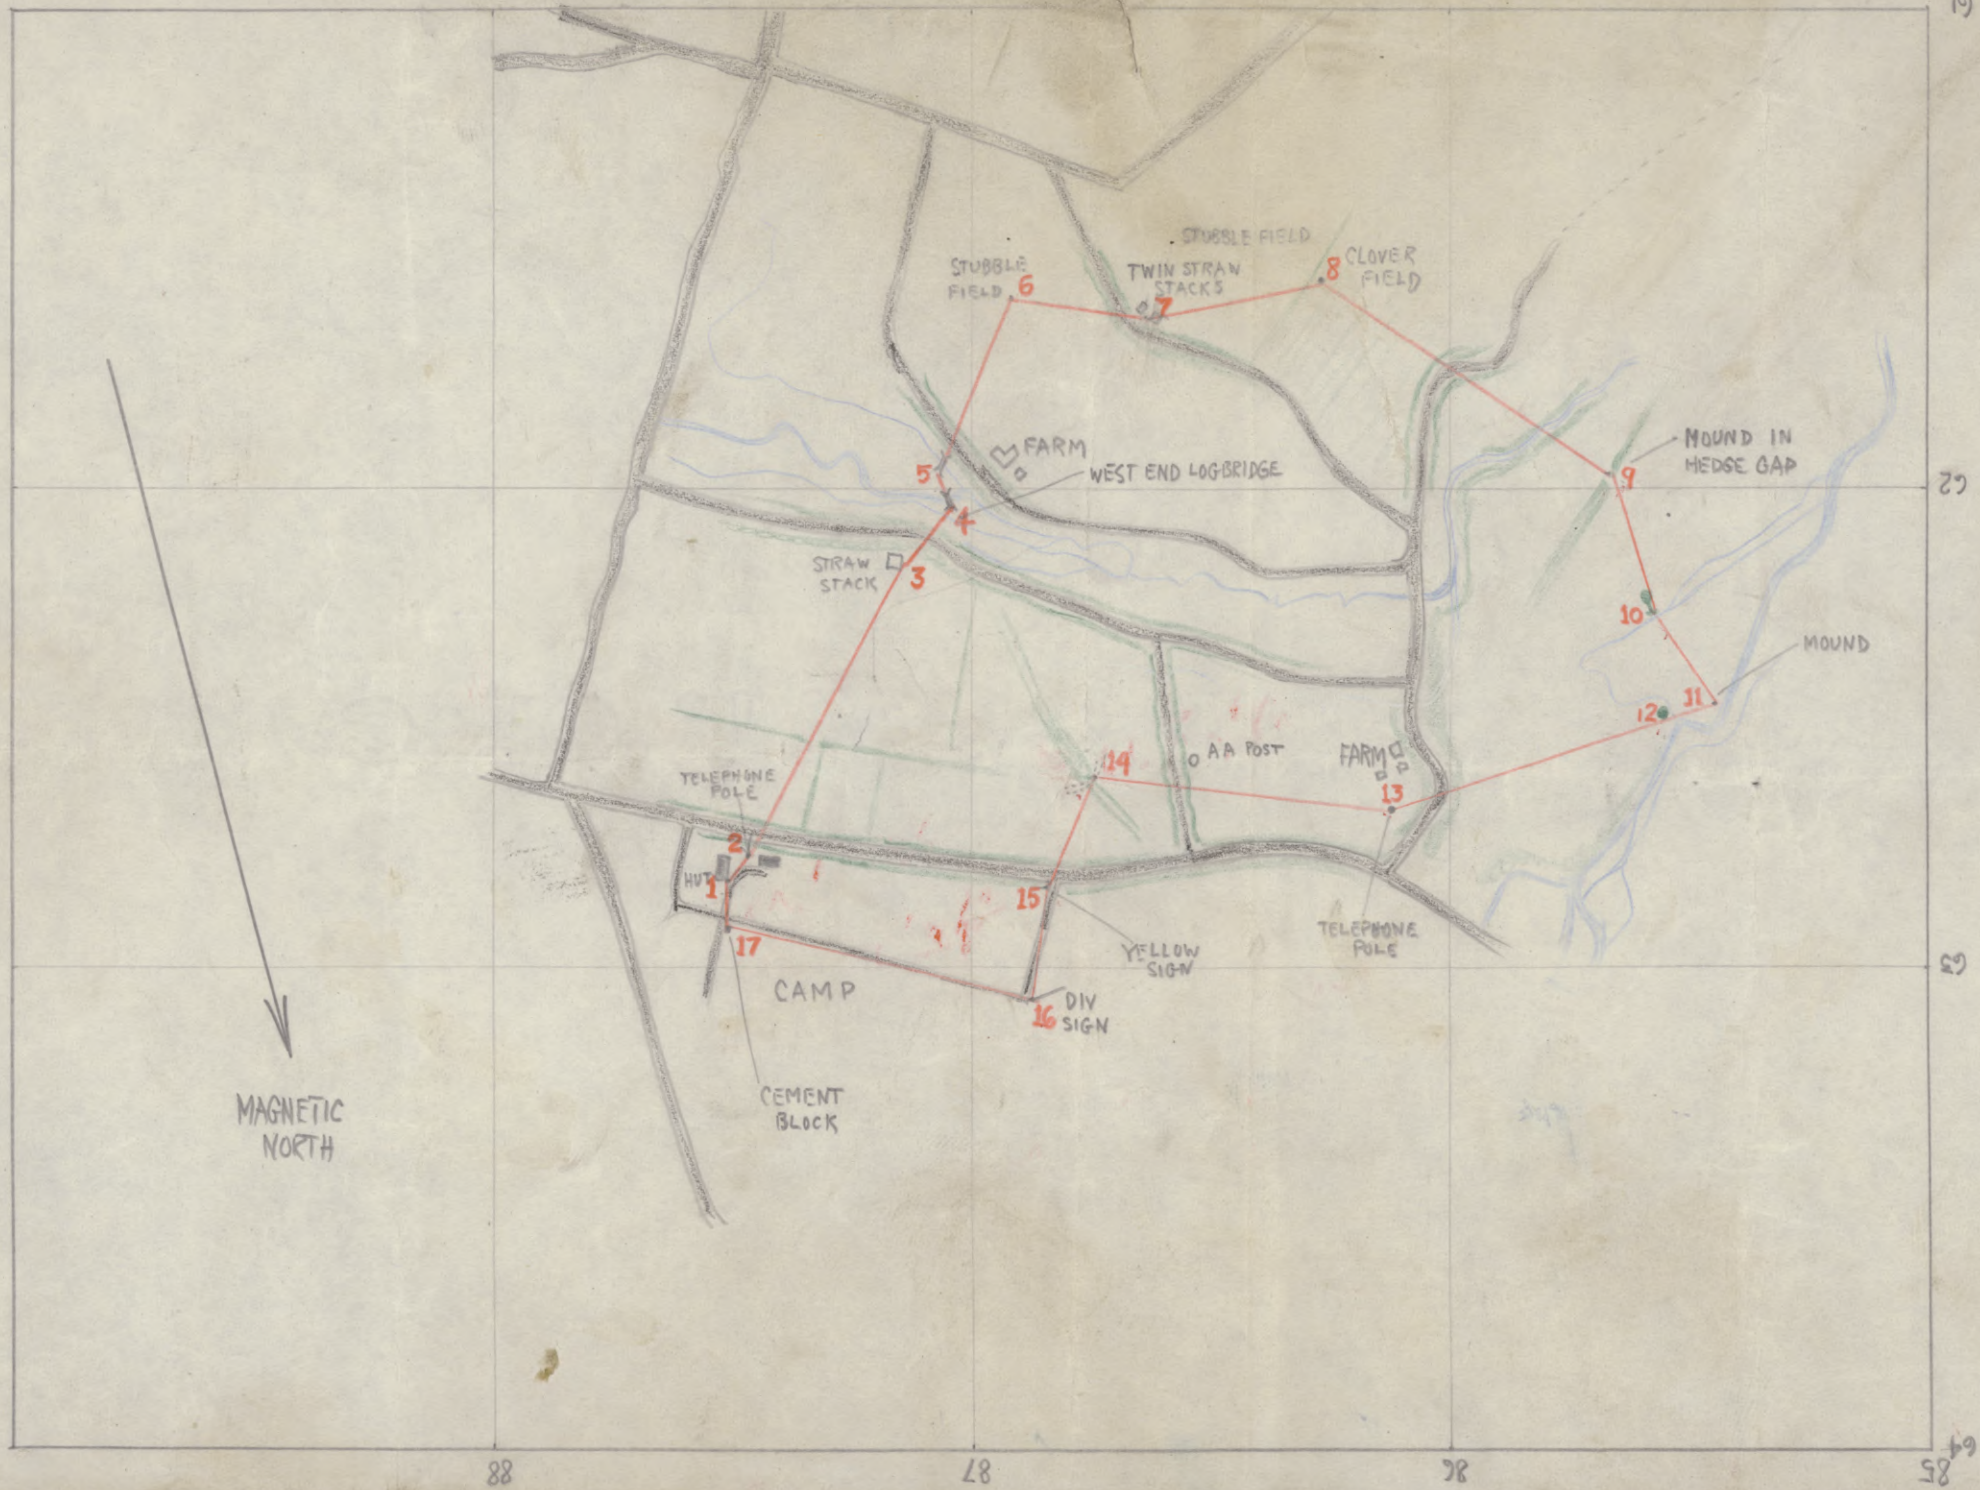 STUBBLE FIELD
STUBBLE
FIELD
6
TWIN STRAW
STACKS
7
8
CLOVER
FIELD
FARM
5
WEST END LOGBRIDGE
4
MOUND IN
HEDGE GAP
9
62
STRAW
STACK
3
10
MOUND
11
12
14
AA POST
FARM
13
TELEPHONE
POLE
2
HUT
1
15
17
YELLOW
SIGN
TELEPHONE
POLE
63
CAMP
16
DIV
SIGN
CEMENT
BLOCK
MAGNETIC
NORTH
64
88
87
86
85